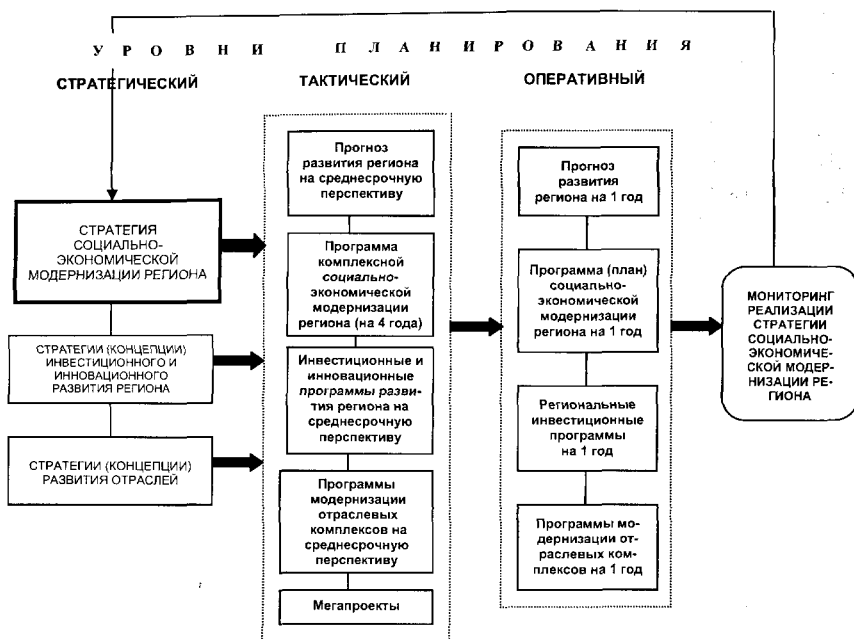 У Р О В Н И П Л А Н И Р О В А Н И Я
СТРАТЕГИЧЕСКИЙ
ТАКТИЧЕСКИЙ
ОПЕРАТИВНЫЙ
СТРАТЕГИЯ
СОЦИАЛЬНО-
ЭКОНОМИЧЕСКОЙ
МОДЕРНИЗАЦИИ РЕГИОНА
СТРАТЕГИИ (КОНЦЕПЦИИ)
ИНВЕСТИЦИОННОГО И
ИННОВАЦИОННОГО
РАЗВИТИЯ РЕГИОНА
СТРАТЕГИИ (КОНЦЕПЦИИ)
РАЗВИТИЯ ОТРАСЛЕЙ
Прогноз
развития региона
на среднесрочную
перспективу
Программа
комплексной
социально-
экономической
модернизации
региона (на 4 года)
Инвестиционные и
инновационные
программы разви-
тия региона на
среднесрочную
перспективу
Программы
модернизации
отраслевых
комплексов на
среднесрочную
перспективу
Мегапроекты
Прогноз
развития
региона на 1 год
Программа (план)
социально-
экономической
модернизации
региона на 1 год
Региональные
инвестиционные
программы
на 1 год
Программы мо-
дернизации от-
раслевых ком-
плексов на 1 год
МОНИТОРИНГ
РЕАЛИЗАЦИИ
СТРАТЕГИИ
СОЦИАЛЬНО-
ЭКОНОМИЧЕ-
СКОЙ МОДЕР-
НИЗАЦИИ РЕ-
ГИОНА